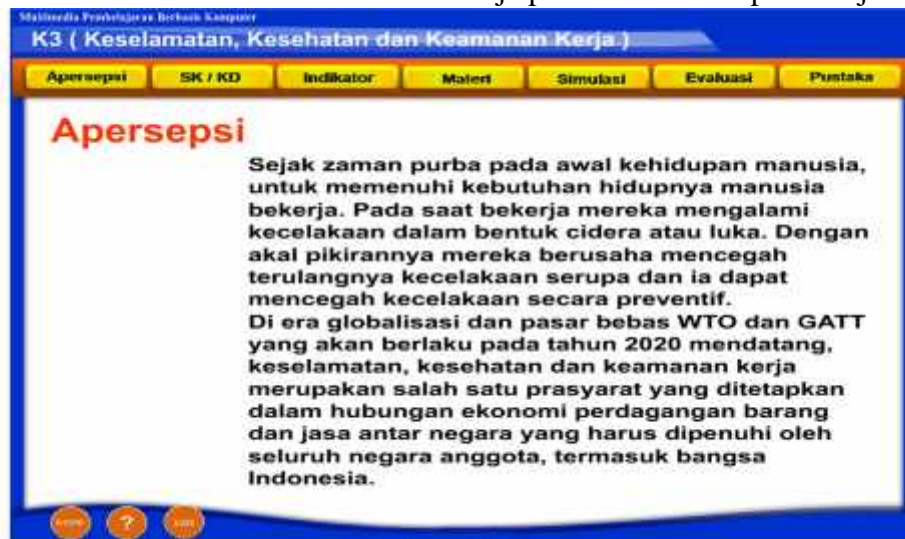 Multimedia Pembelajaran Berbasis Komputer
K3 ( Keselamatan, Kesehatan dan Keamanan Kerja )
Apersepsi SK / KD Indikator Materi Simulasi Evaluasi Pustaka
Apersepsi
Sejak zaman purba pada awal kehidupan manusia,
untuk memenuhi kebutuhan hidupnya manusia
bekerja. Pada saat bekerja mereka mengalami
kecelakaan dalam bentuk cidera atau luka. Dengan
akal pikirannya mereka berusaha mencegah
terulangnya kecelakaan serupa dan ia dapat
mencegah kecelakaan secara preventif.
Di era globalisasi dan pasar bebas WTO dan GATT
yang akan berlaku pada tahun 2020 mendatang,
keselamatan, kesehatan dan keamanan kerja
merupakan salah satu prasyarat yang ditetapkan
dalam hubungan ekonomi perdagangan barang
dan jasa antar negara yang harus dipenuhi oleh
seluruh negara anggota, termasuk bangsa
Indonesia.
?